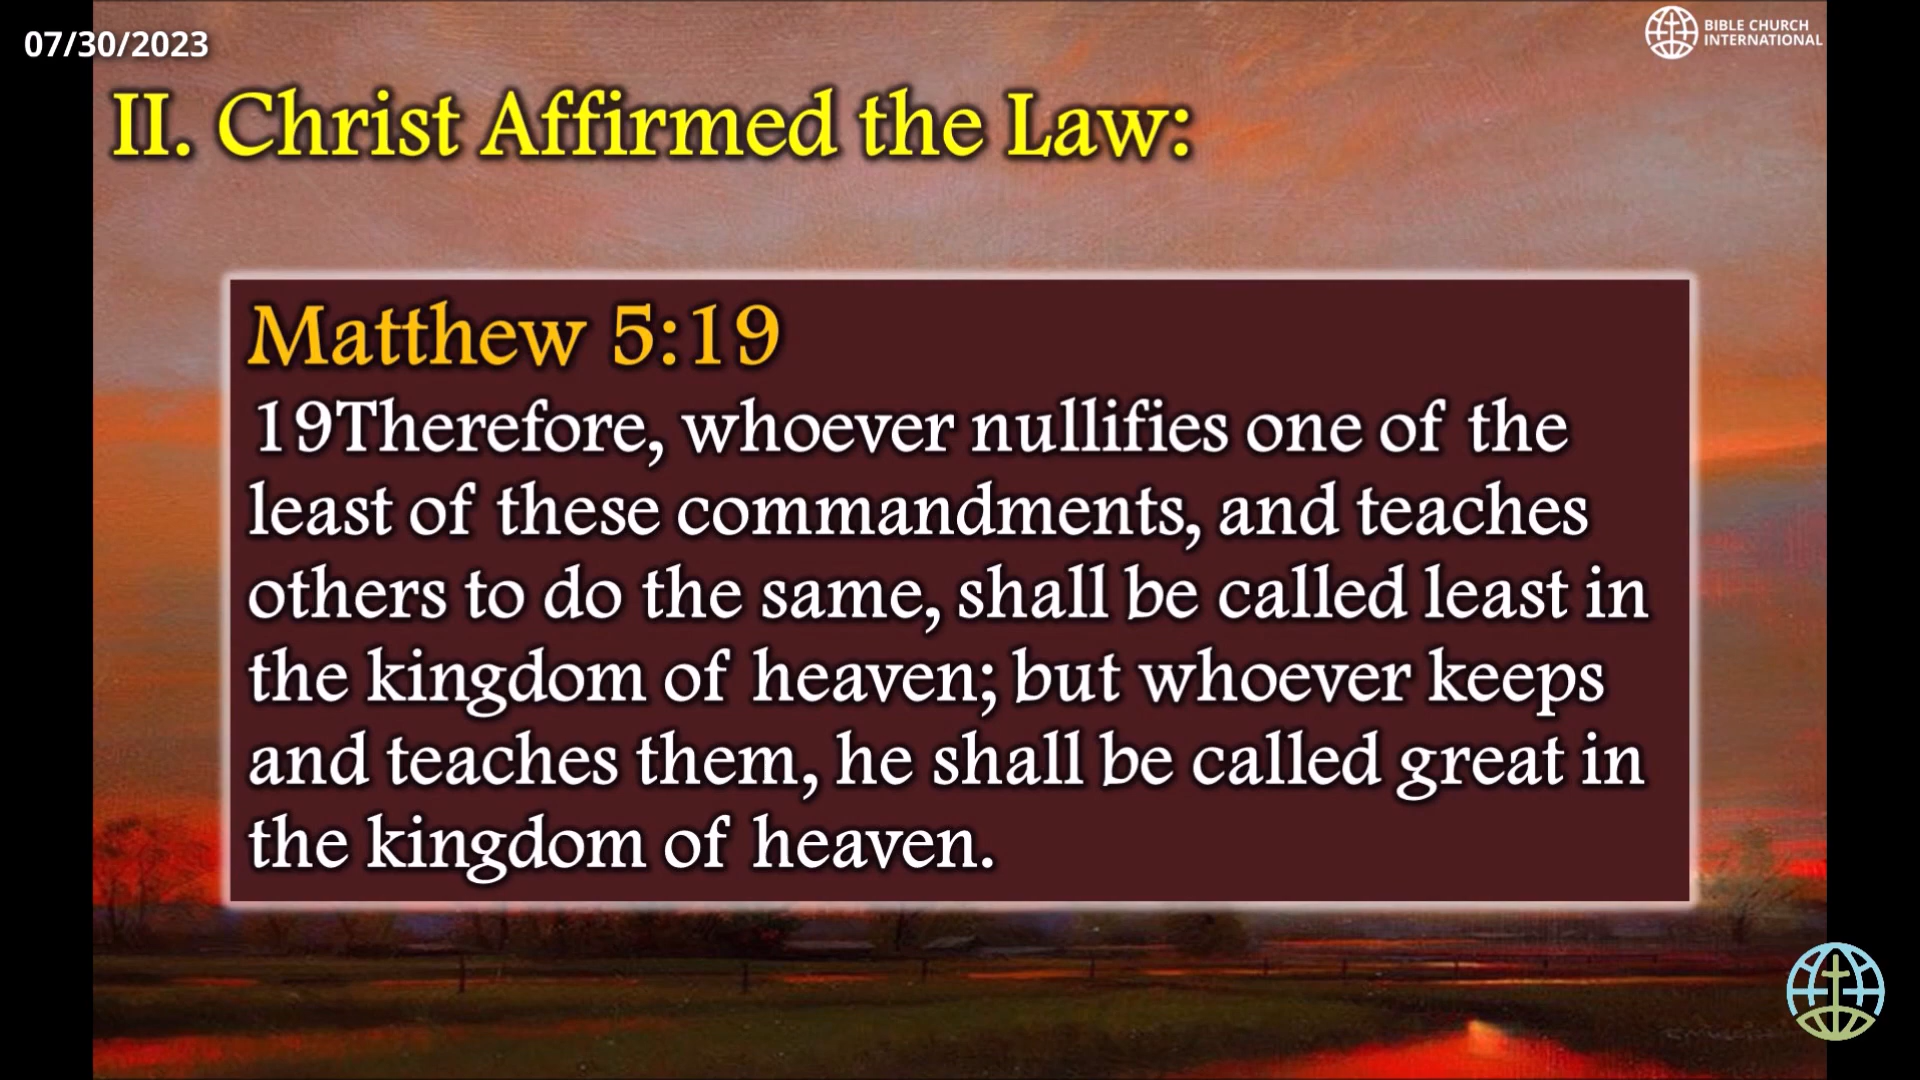 07/30/2023
BIBLE CHURCH
INTERNATIONAL
II. Christ Affirmed the Law:
Matthew 5:19
19Therefore, whoever nullifies one of the
least of these commandments, and teaches
others to do the same, shall be called least in
the kingdom of heaven; but whoever keeps
and teaches them, he shall be called great in
the kingdom of heaven.